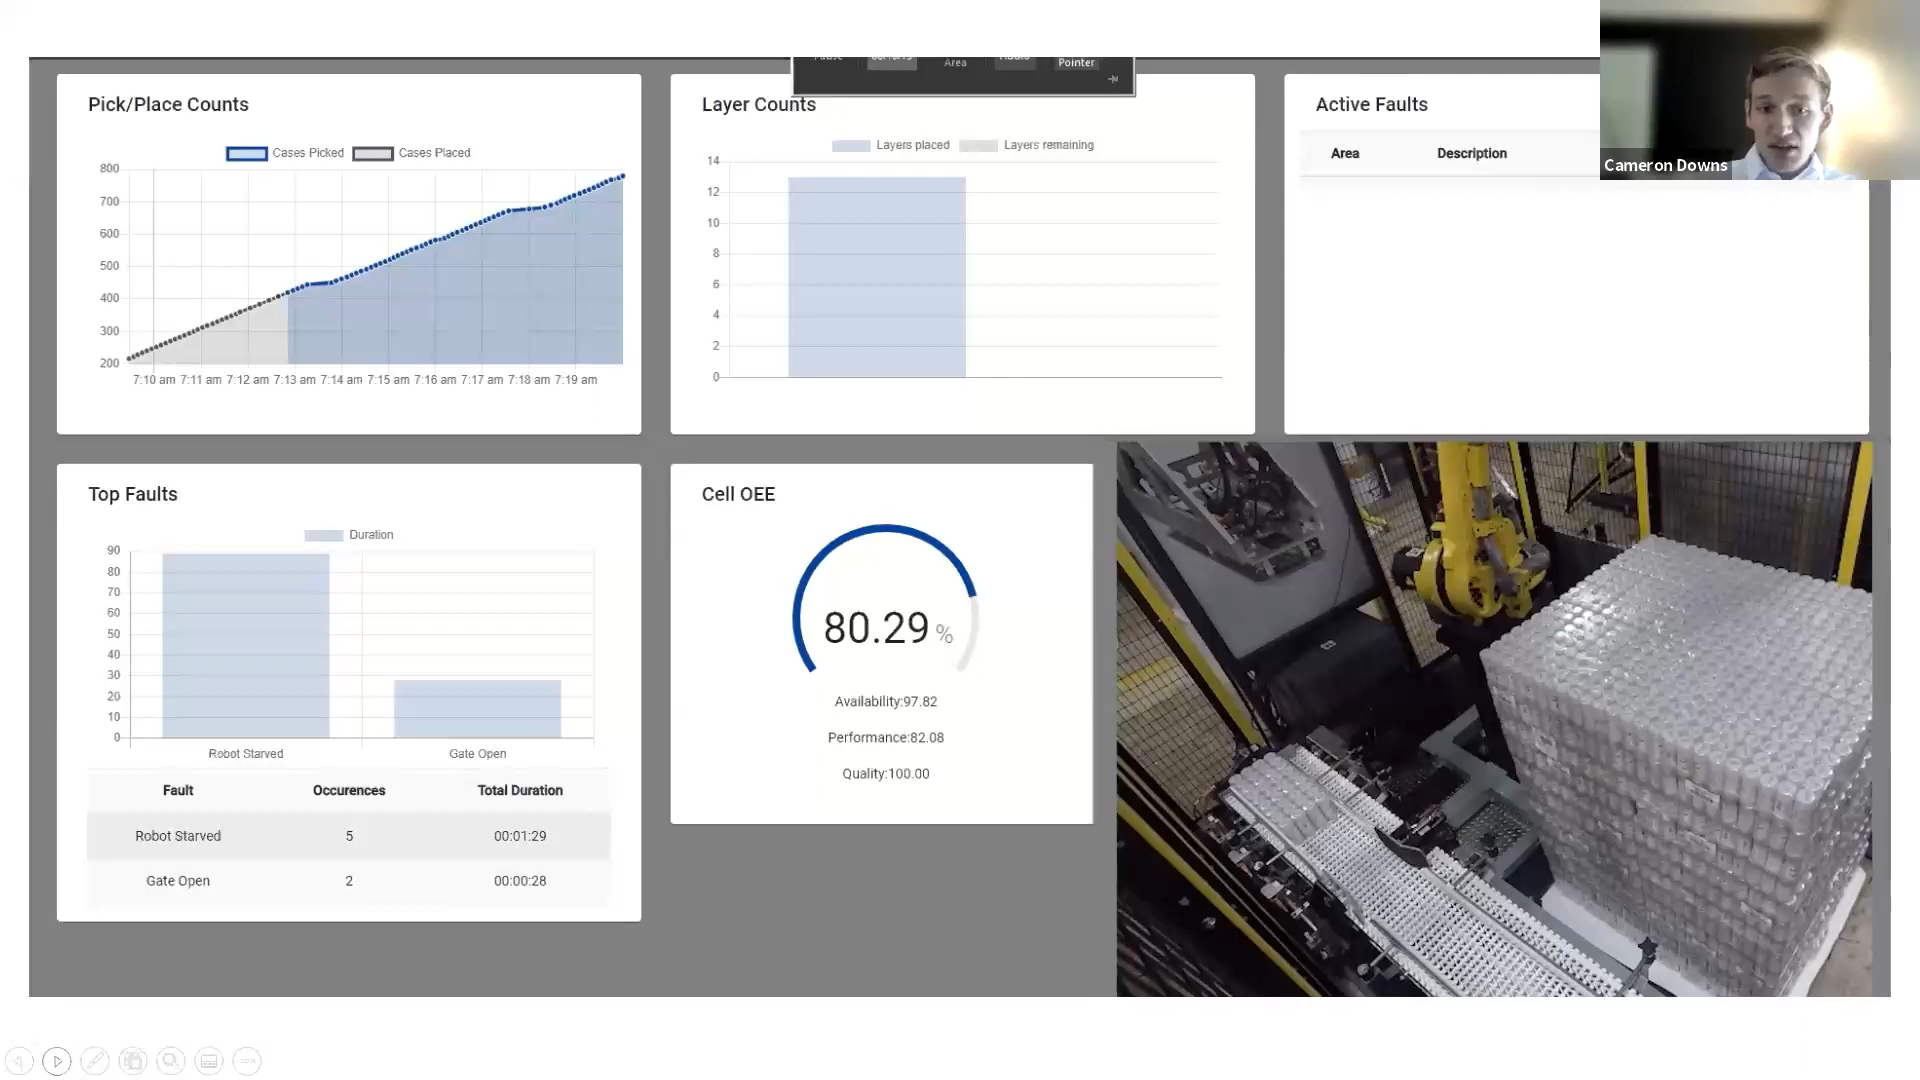 Area
Pointer
Pick/Place Counts
Cases Picked
Cases Placed
800
700
600
500
400
300
200
7:10 am 7:11 am 7:12 am 7:13 am 7:14 am 7:15 am 7:16 am 7:17 am 7:18 am 7:19 am
Layer Counts
Layers placed
Layers remaining
14
12
10
8
6
4
2
0
Active Faults
Area
Description
Cameron Downs
Top Faults
Duration
90
80
70
60
50
40
30
20
10
0
Robot Starved
Gate Open
Fault
Occurences
Total Duration
Robot Starved
5
00:01:29
Gate Open
2
00:00:28
Cell OEE
80.29 %
Availability:97.82
Performance:82.08
Quality:100.00